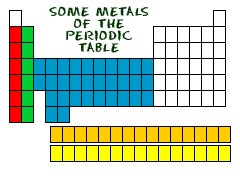 SOME METALS
OF THE
PERIODIC
TABLE